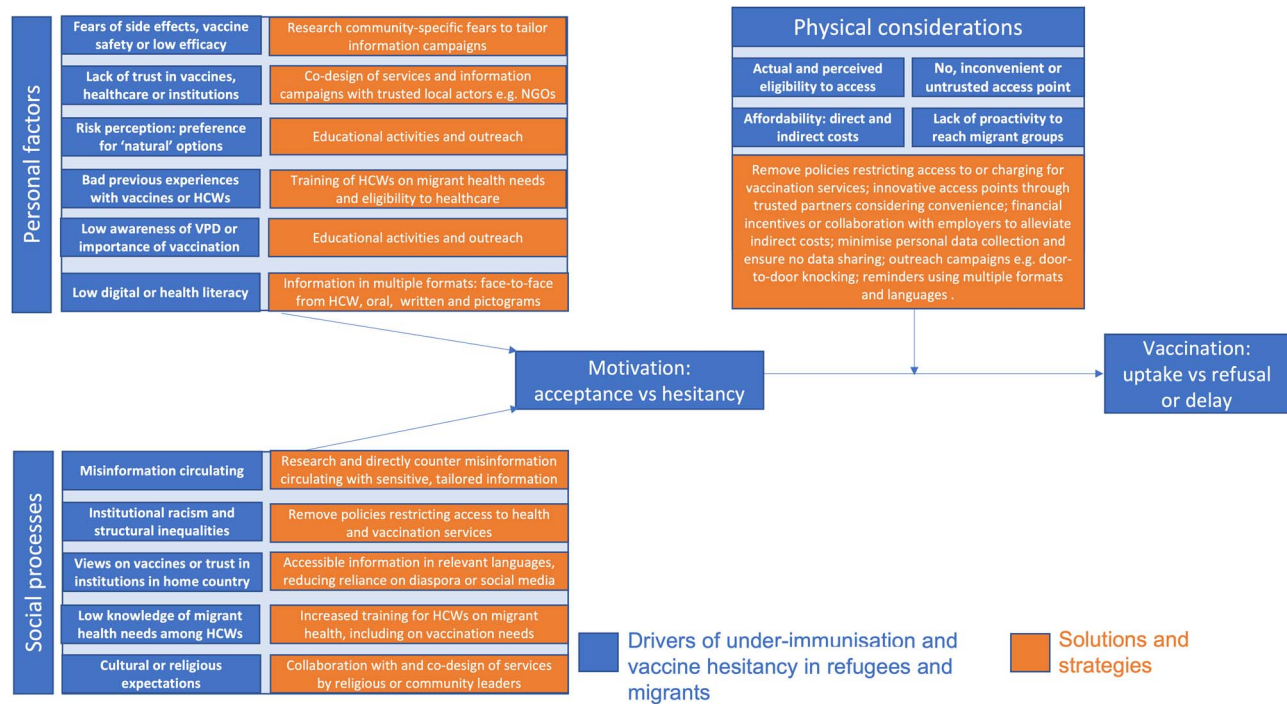 Personal factors
Fears of side effects, vaccine
safety or low efficacy
Research community-specific fears to tailor
information campaigns
Lack of trust in vaccines,
healthcare or institutions
Co-design of services and information
campaigns with trusted local actors e.g. NGOs
Risk perception: preference
for ‘natural’ options
Educational activities and outreach
Bad previous experiences
with vaccines or HCWs
Training of HCWs on migrant health needs
and eligibility to healthcare
Low awareness of VPD or
importance of vaccination
Educational activities and outreach
Low digital or health literacy
Information in multiple formats: face-to-face
from HCW, oral, written and pictograms
Physical considerations
Actual and perceived
eligibility to access
No, inconvenient or
untrusted access point
Affordability: direct and
indirect costs
Lack of proactivity to
reach migrant groups
Remove policies restricting access to or charging for
vaccination services; innovative access points through
trusted partners considering convenience; financial
incentives or collaboration with employers to alleviate
indirect costs; minimise personal data collection and
ensure no data sharing; outreach campaigns e.g. door-
to-door knocking; reminders using multiple formats
and languages .
Motivation:
acceptance vs hesitancy
Vaccination:
uptake vs refusal
or delay
Social processes
Misinformation circulating
Research and directly counter misinformation
circulating with sensitive, tailored information
Institutional racism and
structural inequalities
Remove policies restricting access to health
and vaccination services
Views on vaccines or trust in
institutions in home country
Accessible information in relevant languages,
reducing reliance on diaspora or social media
Low knowledge of migrant
health needs among HCWs
Increased training for HCWs on migrant
health, including on vaccination needs
Cultural or religious
expectations
Collaboration with and co-design of services
by religious or community leaders
Drivers of under-immunisation and
vaccine hesitancy in refugees and
migrants
Solutions and
strategies